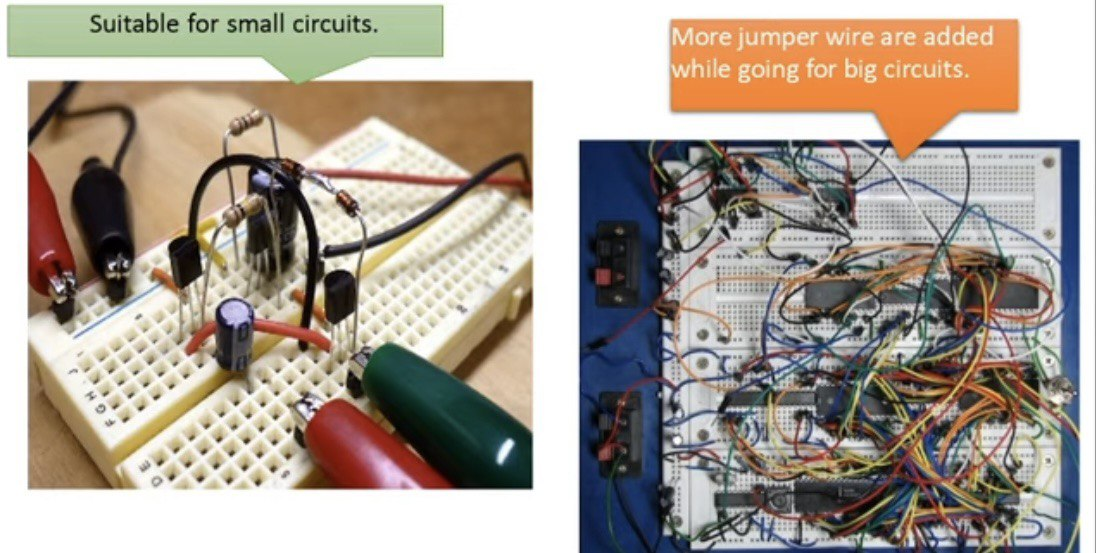 Suitable for small circuits.
More jumper wire are added
while going for big circuits.